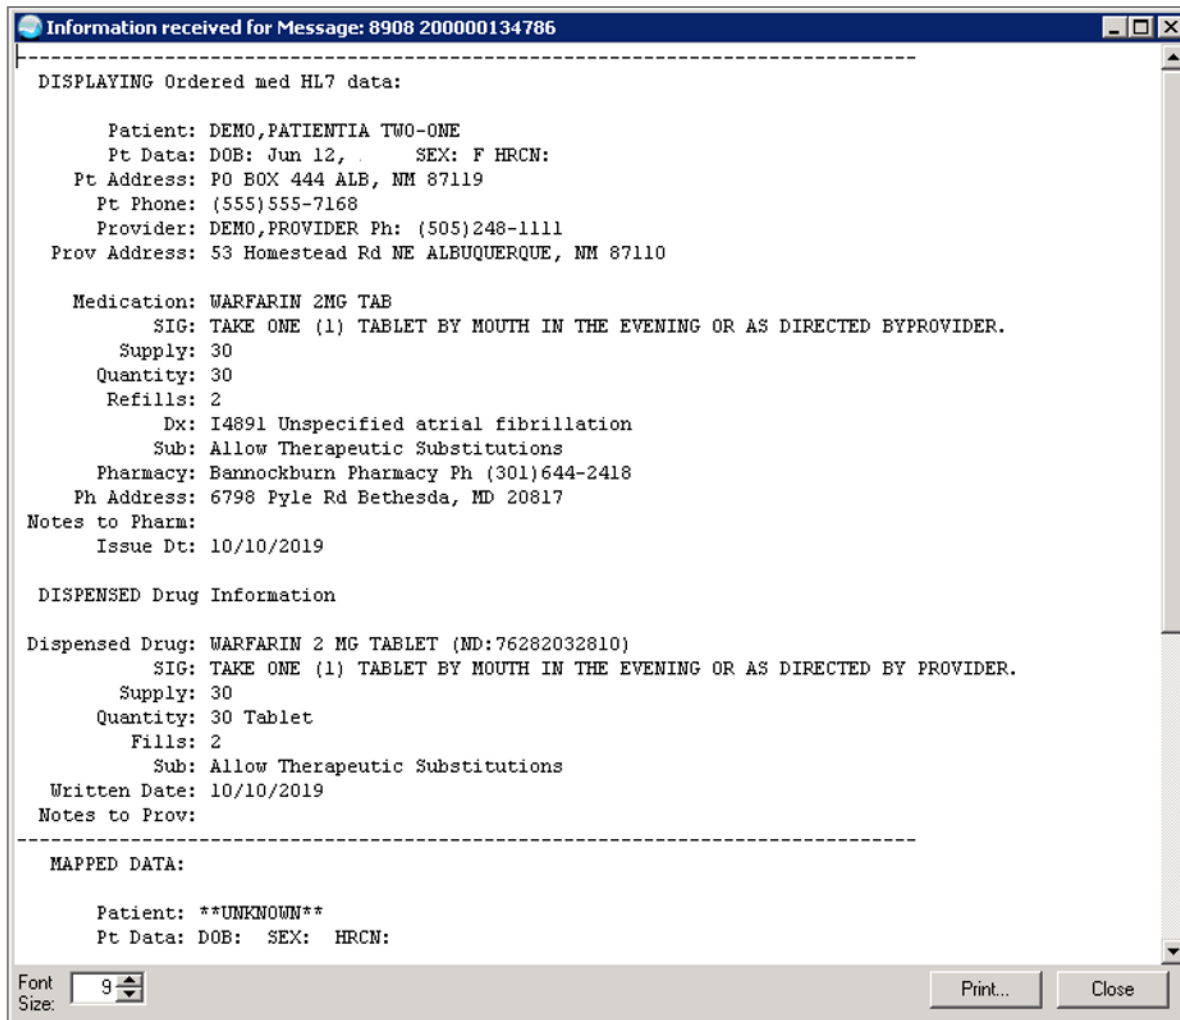 Information received for Message: 8908 200000134786
--------------------------------------------------------------------------------
DISPLAYING Ordered med HL7 data:
Patient: DEMO,PATIENTIA TWO-ONE
Pt Data: DOB: Jun 12, SEX: F HRCN:
Pt Address: PO BOX 444 ALB, NM 87119
Pt Phone: (555)555-7168
Provider: DEMO,PROVIDER Ph: (505)248-1111
Prov Address: 53 Homestead Rd NE ALBUQUERQUE, NM 87110
Medication: WARFARIN 2MG TAB
SIG: TAKE ONE (1) TABLET BY MOUTH IN THE EVENING OR AS DIRECTED BYPROVIDER.
Supply: 30
Quantity: 30
Refills: 2
Dx: I4891 Unspecified atrial fibrillation
Sub: Allow Therapeutic Substitutions
Pharmacy: Bannockburn Pharmacy Ph (301)644-2418
Ph Address: 6798 Pyle Rd Bethesda, MD 20817
Notes to Pharm:
Issue Dt: 10/10/2019
DISPENSED Drug Information
Dispensed Drug: WARFARIN 2 MG TABLET (ND:76282032810)
SIG: TAKE ONE (1) TABLET BY MOUTH IN THE EVENING OR AS DIRECTED BY PROVIDER.
Supply: 30
Quantity: 30 Tablet
Fills: 2
Sub: Allow Therapeutic Substitutions
Written Date: 10/10/2019
Notes to Prov:
--------------------------------------------------------------------------------
MAPPED DATA:
Patient: **UNKNOWN**
Pt Data: DOB: SEX: HRCN:
Font Size: 9 Print... Close